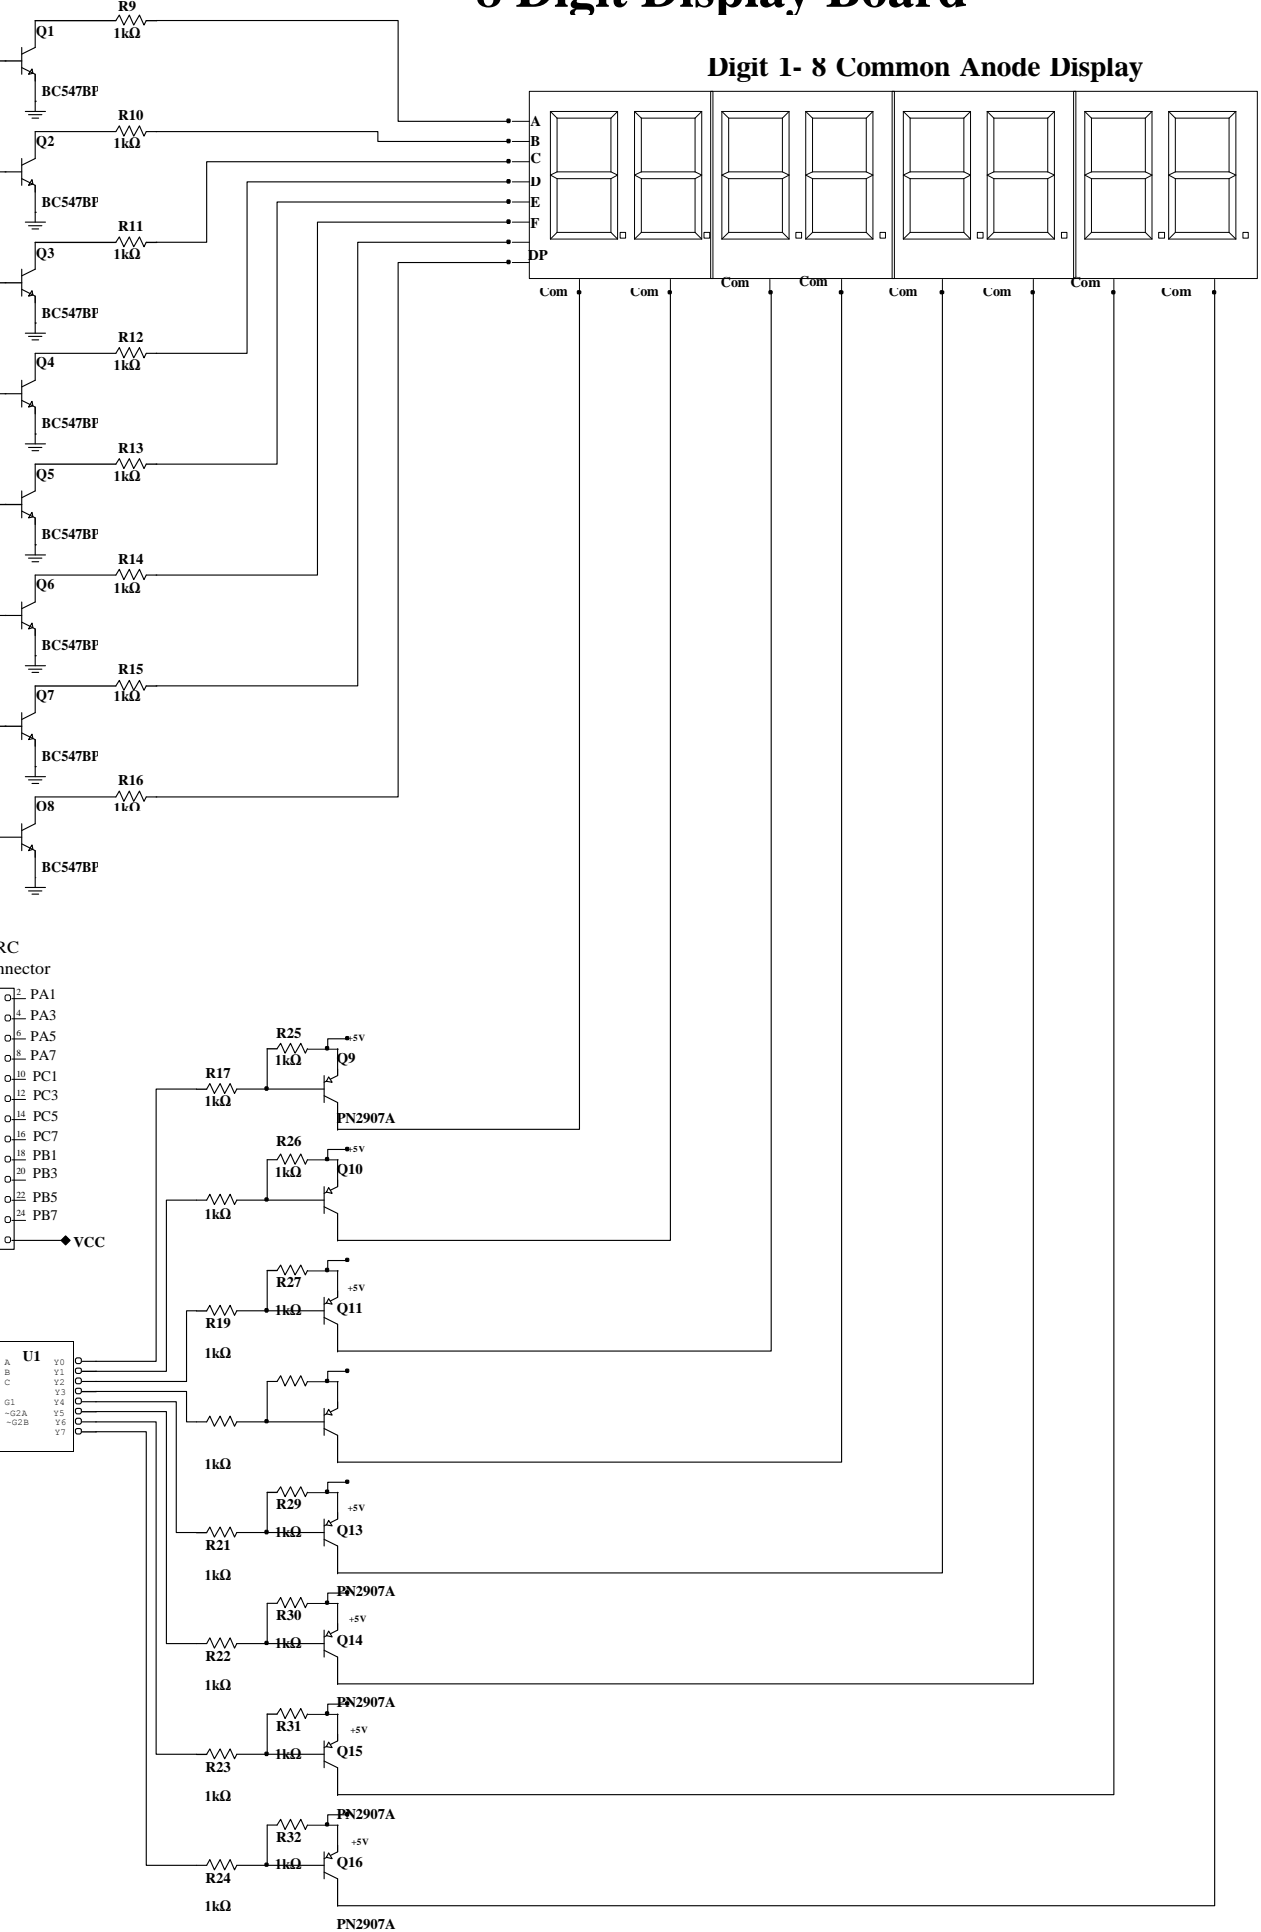 8 Digit Display Board
Digit 1- 8 Common Anode Display
R9
1kΩ
Q1
BC547BP
R10
1kΩ
Q2
BC547BP
R11
1kΩ
Q3
BC547BP
R12
1kΩ
Q4
BC547BP
R13
1kΩ
Q5
BC547BP
R14
1kΩ
Q6
BC547BP
R15
1kΩ
Q7
BC547BP
R16
1kΩ
Q8
BC547BP
A
B
C
D
E
F
DP
Com Com Com Com Com Com Com Com
RC
nnector
2 PA1
4 PA3
6 PA5
8 PA7
10 PC1
12 PC3
14 PC5
16 PC7
18 PB1
20 PB3
22 PB5
24 PB7
VCC
R25
1kΩ
+5V
Q9
R17
1kΩ
PN2907A
R26
1kΩ
+5V
Q10
1kΩ
R27
1kΩ
+5V
Q11
R19
1kΩ
U1
A Y0
B Y1
C Y2
Y3
G1 Y4
~G2A Y5
~G2B Y6
Y7
1kΩ
R29
1kΩ
+5V
Q13
R21
1kΩ
PN2907A
R30
1kΩ
+5V
Q14
R22
1kΩ
PN2907A
R31
1kΩ
+5V
Q15
R23
1kΩ
PN2907A
R32
1kΩ
+5V
Q16
R24
1kΩ
PN2907A